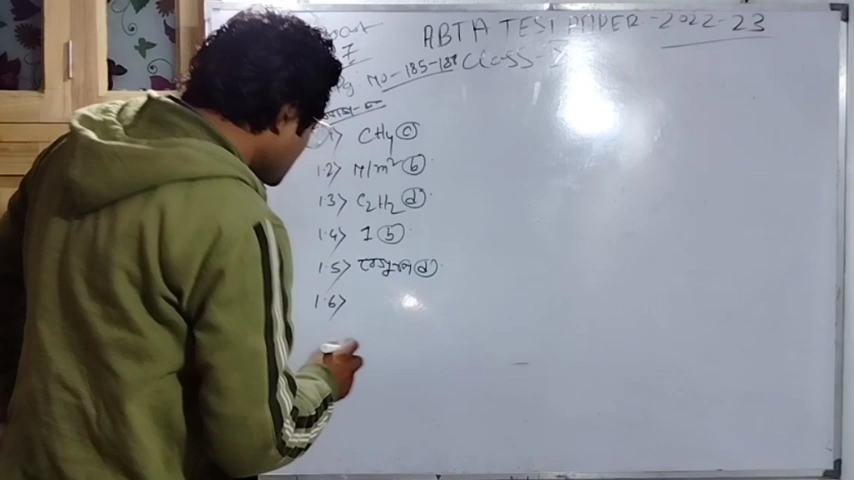 ABTA TEST PAPER-2022-23
Pg NO-185-188 Class-X
1> CH4 (c)
1.2> N/m² (b)
1.3> C2H2 (d)
1.4> 1 (b)
1.5> (d)
1.6>